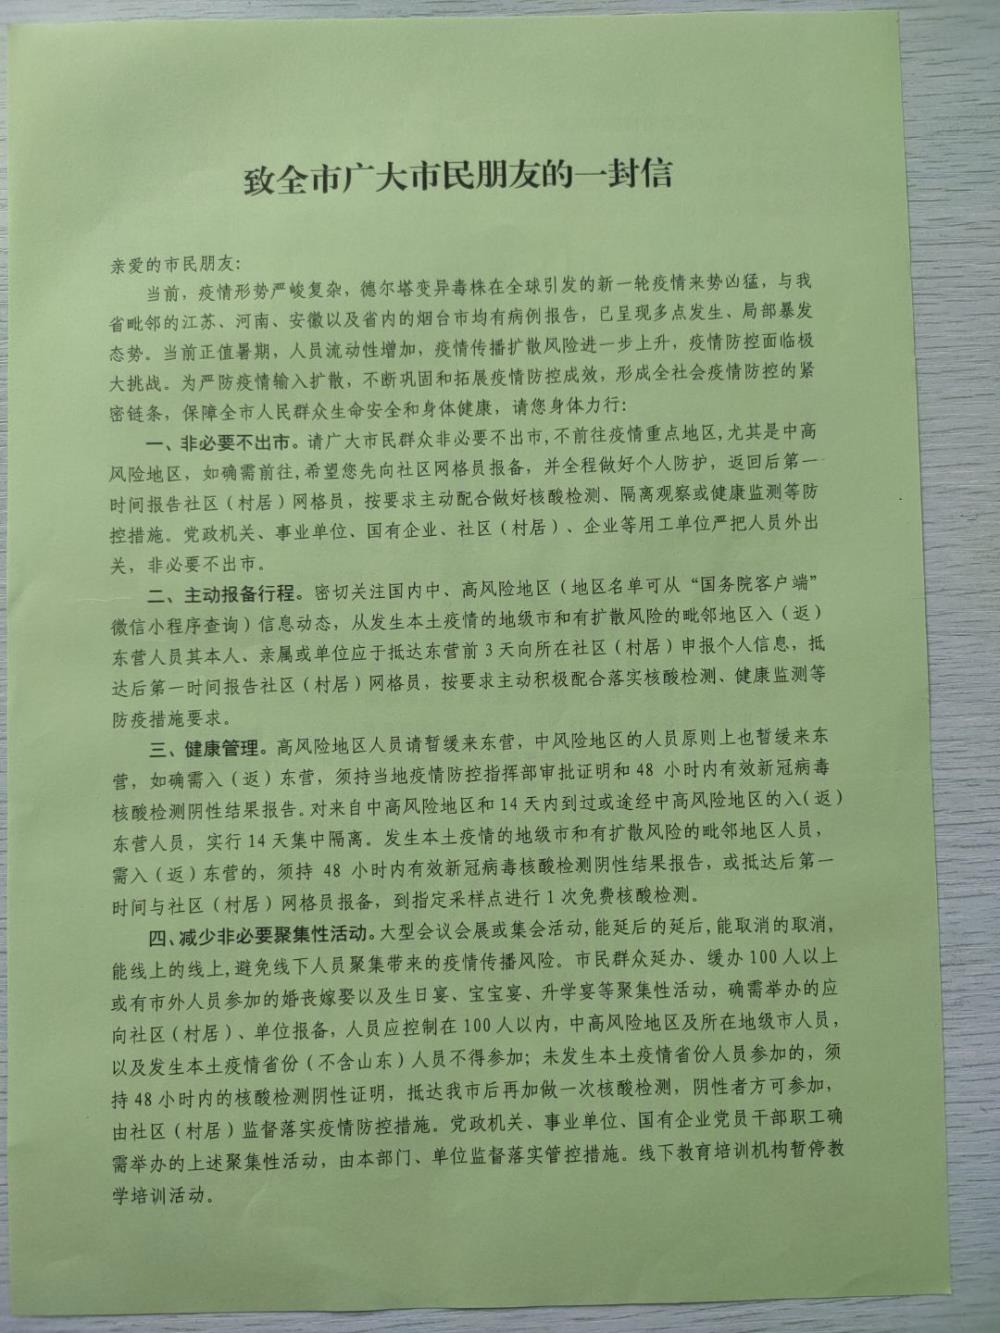 致全市广大市民朋友的一封信
亲爱的市民朋友：
当前，疫情形势严峻复杂，德尔塔变异毒株在全球引发的新一轮疫情来势凶猛，与我
省毗邻的江苏、河南、安徽以及省内的烟台市均有病例报告，已呈现多点发生、局部暴发
态势。当前正值暑期，人员流动性增加，疫情传播扩散风险进一步上升，疫情防控面临极
大挑战。为严防疫情输入扩散，不断巩固和拓展疫情防控成效，形成全社会疫情防控的紧
密链条，保障全市人民群众生命安全和身体健康，请您身体力行：
一、非必要不出市。请广大市民群众非必要不出市,不前往疫情重点地区,尤其是中高
风险地区，如确需前往,希望您先向社区网格员报备，并全程做好个人防护，返回后第一
时间报告社区（村居）网格员，按要求主动配合做好核酸检测、隔离观察或健康监测等防
控措施。党政机关、事业单位、国有企业、社区（村居）、企业等用工单位严把人员外出
关，非必要不出市。
二、主动报备行程。密切关注国内中、高风险地区（地区名单可从“国务院客户端”
微信小程序查询）信息动态，从发生本土疫情的地级市和有扩散风险的毗邻地区入（返）
东营人员其本人、亲属或单位应于抵达东营前3天向所在社区（村居）申报个人信息，抵
达后第一时间报告社区（村居）网格员，按要求主动积极配合落实核酸检测、健康监测等
防疫措施要求。
三、健康管理。高风险地区人员请暂缓来东营，中风险地区的人员原则上也暂缓来东
营，如确需入（返）东营，须持当地疫情防控指挥部审批证明和48 小时内有效新冠病毒
核酸检测阴性结果报告。对来自中高风险地区和14天内到过或途经中高风险地区的入（返）
东营人员，实行14天集中隔离。发生本土疫情的地级市和有扩散风险的毗邻地区人员，
需入（返）东营的，须持 48 小时内有效新冠病毒核酸检测阴性结果报告，或抵达后第一
时间与社区（村居）网格员报备，到指定采样点进行1次免费核酸检测。
四、减少非必要聚集性活动。大型会议会展或集会活动,能延后的延后,能取消的取消,
能线上的线上,避免线下人员聚集带来的疫情传播风险。市民群众延办、缓办100人以上
或有市外人员参加的婚丧嫁娶以及生日宴、宝宝宴、升学宴等聚集性活动，确需举办的应
向社区（村居）、单位报备，人员应控制在100人以内，中高风险地区及所在地级市人员，
以及发生本土疫情省份（不含山东）人员不得参加；未发生本土疫情省份人员参加的，须
持48小时内的核酸检测阴性证明，抵达我市后再加做一次核酸检测，阴性者方可参加，
由社区（村居）监督落实疫情防控措施。党政机关、事业单位、国有企业党员干部职工确
需举办的上述聚集性活动，由本部门、单位监督落实管控措施。线下教育培训机构暂停教
学培训活动。